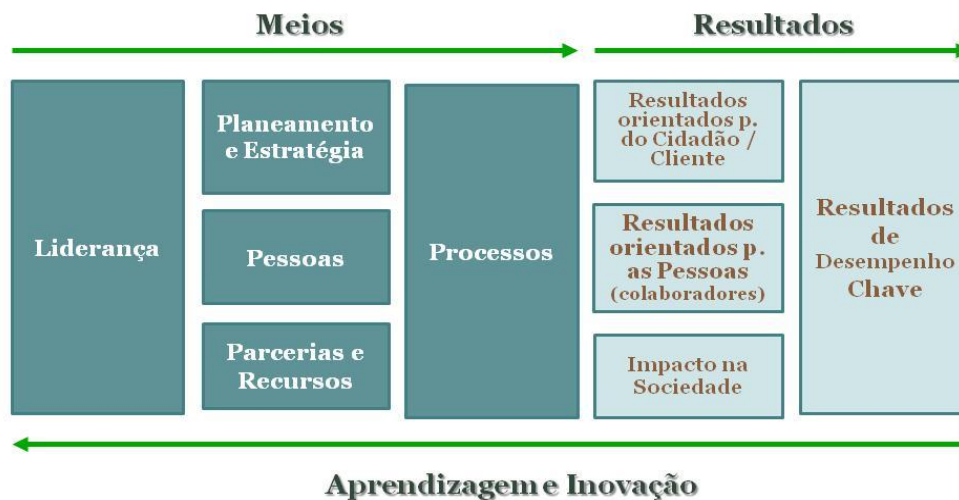 Meios
Resultados
Liderança
Planeamento
e Estratégia
Pessoas
Parcerias e
Recursos
Processos
Resultados
orientados p.
do Cidadão /
Cliente
Resultados
orientados p.
as Pessoas
(colaboradores)
Impacto na
Sociedade
Resultados
de
Desempenho
Chave
Aprendizagem e Inovação